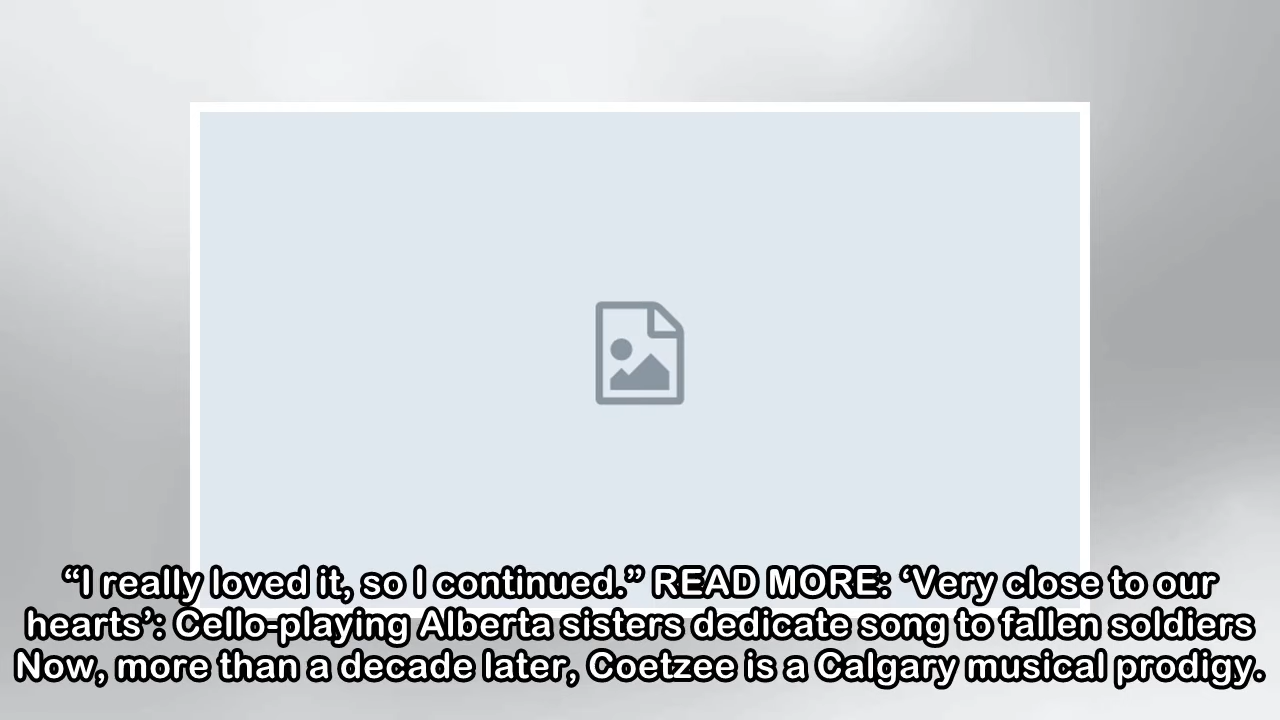 “I really loved it, so I continued.” READ MORE: ‘Very close to our
hearts’: Cello-playing Alberta sisters dedicate song to fallen soldiers
Now, more than a decade later, Coetzee is a Calgary musical prodigy.